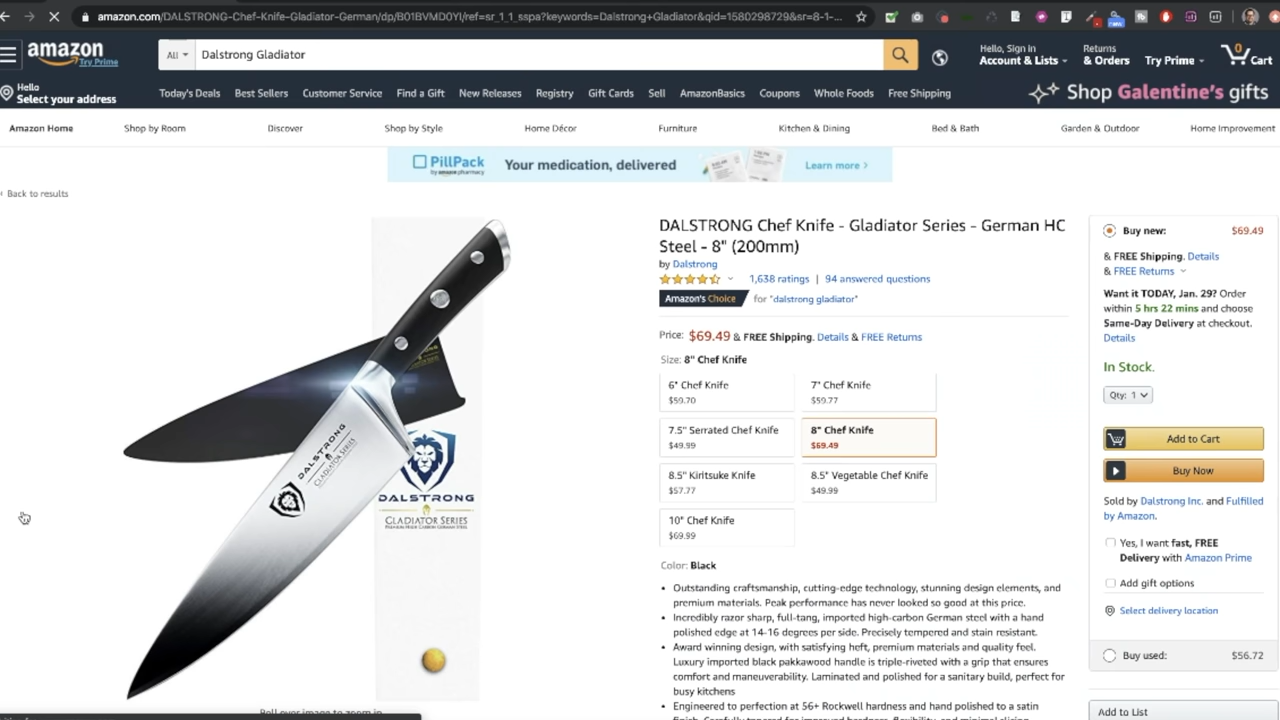 amazon.com/DALSTRONG-Chef-Knife-Gladiator-German/dp/B01BVMD0YI/ref=sr_1_1_sspa?keywords=Dalstrong+Gladiator&qid=1580298729&sr=8-1-...
amazon
Try Prime
All
Dalstrong Gladiator
Hello, Sign in
Account & Lists
Returns
& Orders
Try Prime
0
Cart
Hello
Select your address
Today's Deals Best Sellers Customer Service Find a Gift New Releases Registry Gift Cards Sell AmazonBasics Coupons Whole Foods Free Shipping
Shop Galentine's gifts
Amazon Home Shop by Room Discover Shop by Style Home Décor Furniture Kitchen & Dining Bed & Bath Garden & Outdoor Home Improvement
PillPack
by amazon pharmacy
Your medication, delivered
Learn more ›
‹ Back to results
DALSTRONG
GLADIATOR SERIES
DALSTRONG
GLADIATOR SERIES
DALSTRONG Chef Knife - Gladiator Series - German HC
Steel - 8" (200mm)
by Dalstrong
1,638 ratings | 94 answered questions
Amazon's Choice for "dalstrong gladiator"
Price: $69.49 & FREE Shipping. Details & FREE Returns
Size: 8" Chef Knife
6" Chef Knife
$59.70
7" Chef Knife
$59.77
7.5" Serrated Chef Knife
$49.99
8" Chef Knife
$69.49
8.5" Kiritsuke Knife
$57.77
8.5" Vegetable Chef Knife
$49.99
10" Chef Knife
$69.99
Color: Black
• Outstanding craftsmanship, cutting-edge technology, stunning design elements, and
premium materials. Peak performance has never looked so good at this price.
• Incredibly razor sharp, full-tang, imported high-carbon German steel with a hand
polished edge at 14-16 degrees per side. Precisely tempered and stain resistant.
• Award winning design, with satisfying heft, premium materials and quality feel.
Luxury imported black pakkawood handle is triple-riveted with a grip that ensures
comfort and maneuverability. Laminated and polished for a sanitary build, perfect for
busy kitchens
• Engineered to perfection at 56+ Rockwell hardness and hand polished to a satin
Roll over image to zoom in
Buy new: $69.49
& FREE Shipping. Details
& FREE Returns
Want it TODAY, Jan. 29? Order
within 5 hrs 22 mins and choose
Same-Day Delivery at checkout.
Details
In Stock.
Qty: 1
Add to Cart
Buy Now
Sold by Dalstrong Inc. and Fulfilled
by Amazon.
Yes, I want fast, FREE
Delivery with Amazon Prime
Add gift options
Select delivery location
Buy used: $56.72
Add to List